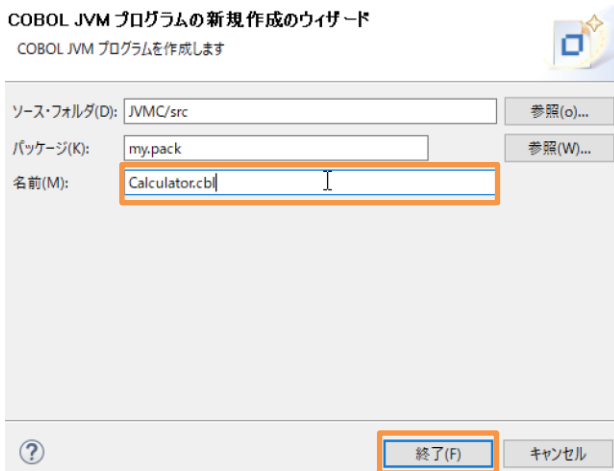 COBOL JVM プログラムの新規作成のウィザード
COBOL JVM プログラムを作成します
ソース・フォルダ(D): JVMC/src 参照(o)...
パッケージ(K): my.pack 参照(W)...
名前(M): Calculator.cbl
? 終了(F) キャンセル